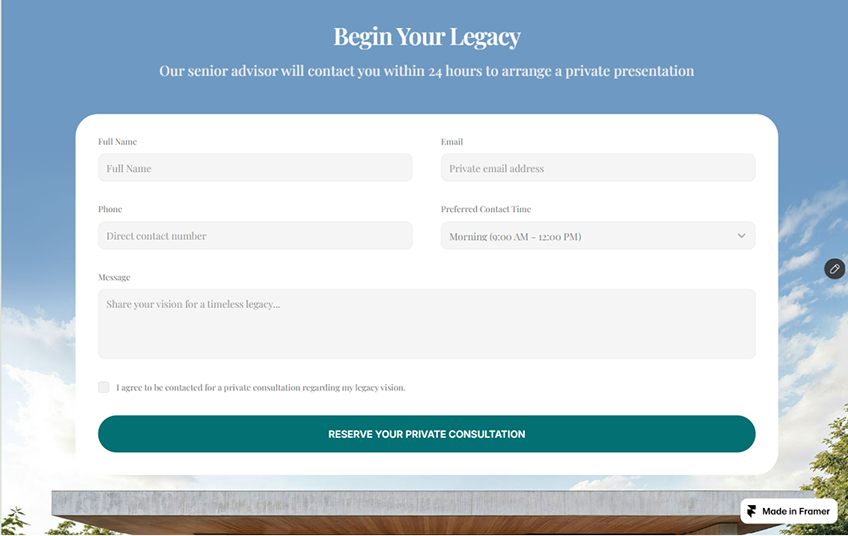 Begin Your Legacy
Our senior advisor will contact you within 24 hours to arrange a private presentation
Full Name
Full Name
Email
Private email address
Phone
Direct contact number
Preferred Contact Time
Morning (9:00 AM – 12:00 PM)
Message
Share your vision for a timeless legacy...
I agree to be contacted for a private consultation regarding my legacy vision.
RESERVE YOUR PRIVATE CONSULTATION
Made in Framer